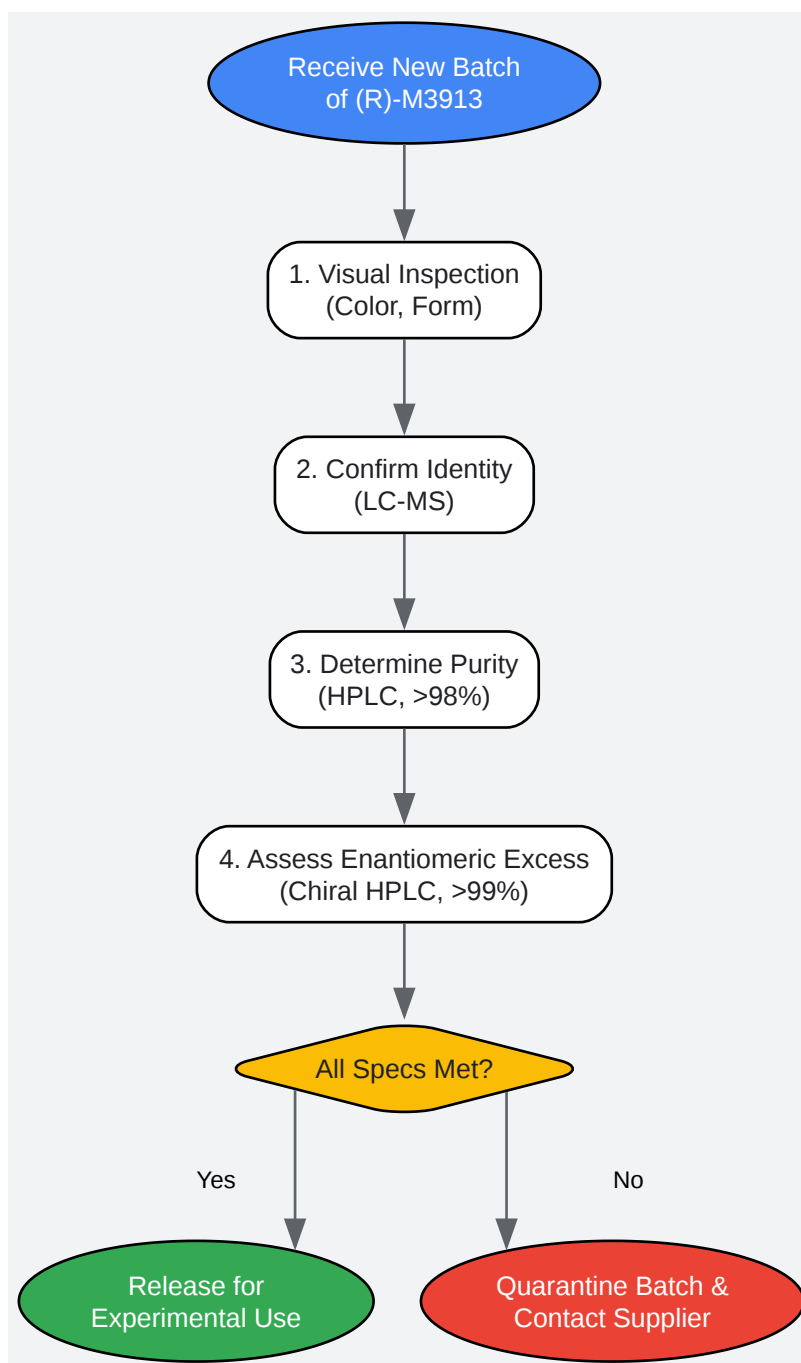 Receive New Batch
of (R)-M3913
1. Visual Inspection
(Color, Form)
2. Confirm Identity
(LC-MS)
3. Determine Purity
(HPLC, >98%)
4. Assess Enantiomeric Excess
(Chiral HPLC, >99%)
All Specs Met?
Yes
No
Release for
Experimental Use
Quarantine Batch &
Contact Supplier